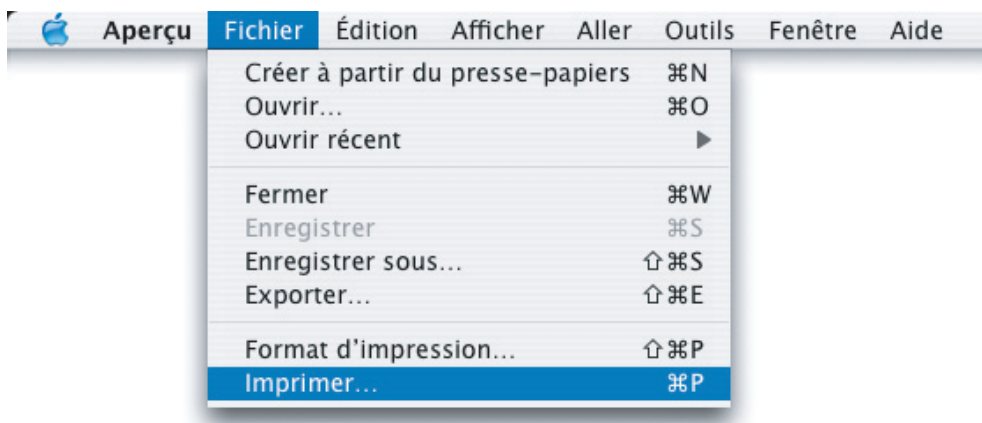 Aperçu Fichier Édition Afficher Aller Outils Fenêtre Aide
Créer à partir du presse-papiers ⌘N
Ouvrir... ⌘O
Ouvrir récent ▶
Fermer ⌘W
Enregistrer ⌘S
Enregistrer sous... ⇧⌘S
Exporter... ⇧⌘E
Format d'impression... ⇧⌘P
Imprimer... ⌘P